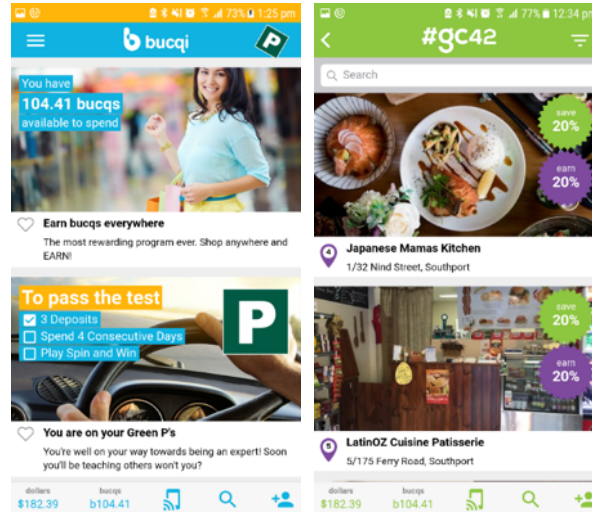 73% 1:25 pm
bucqi
P
You have
104.41 bucqs
available to spend
Earn bucqs everywhere
The most rewarding program ever. Shop anywhere and
EARN!
To pass the test
3 Deposits
Spend 4 Consecutive Days
Play Spin and Win
P
You are on your Green P's
You're well on your way towards being an expert! Soon
you'll be teaching others won't you?
dollars
$182.39
bucqs
b104.41
77% 12:34 pm
#gc42
Search
save
20%
earn
20%
4
Japanese Mamas Kitchen
1/32 Nind Street, Southport
save
20%
earn
20%
5
LatinOZ Cuisine Patisserie
5/175 Ferry Road, Southport
dollars
$182.39
bucqs
b104.41